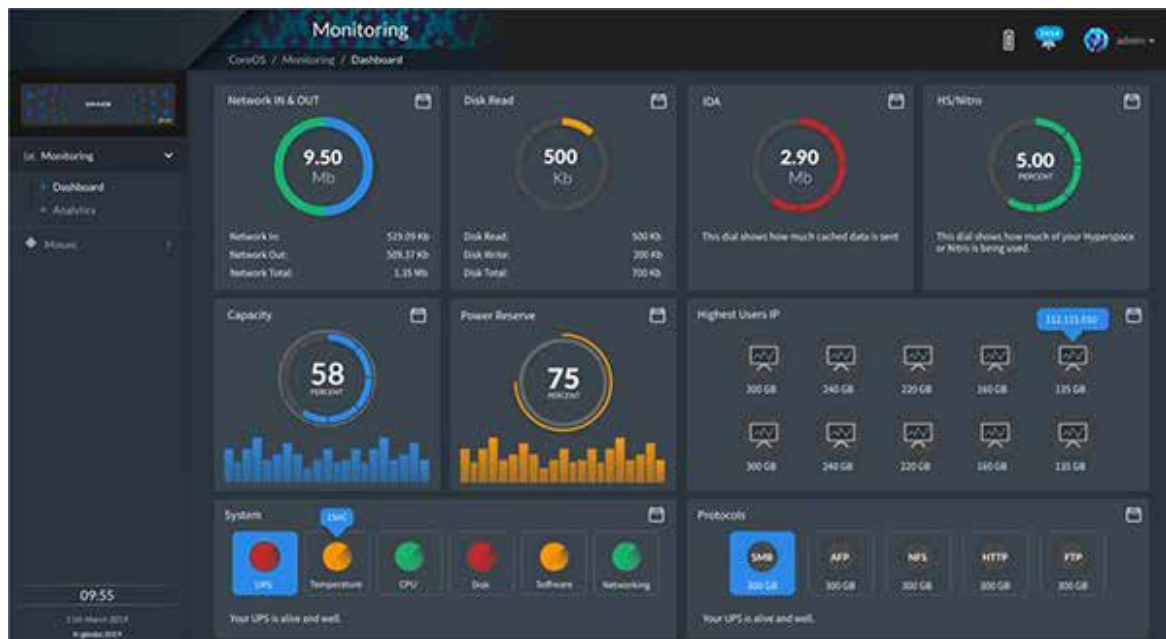 Monitoring
CoreOS / Monitoring / Dashboard
admin
Monitoring
Dashboard
Analytics
Mosaic
09:55
Network IN & OUT
9.50
Mb
Network In:
519.09 Kb
Network Out:
509.37 Kb
Network Total:
1.35 Mb
Disk Read
500
Kb
Disk Read:
500 Kb
Disk Write:
200 Kb
Disk Total:
700 Kb
IDA
2.90
Mb
This dial shows how much cached data is sent
HS/Nitro
5.00
PERCENT
This dial shows how much of your Hyperspace
or Nitro is being used.
Capacity
58
PERCENT
Power Reserve
75
PERCENT
Highest Users IP
300 GB
240 GB
220 GB
160 GB
135 GB
300 GB
240 GB
220 GB
160 GB
135 GB
System
UPS
Temperature
CPU
Disk
Software
Networking
Your UPS is alive and well.
Protocols
SMB
AFP
NFS
HTTP
FTP
300 GB
300 GB
300 GB
300 GB
300 GB
Your UPS is alive and well.